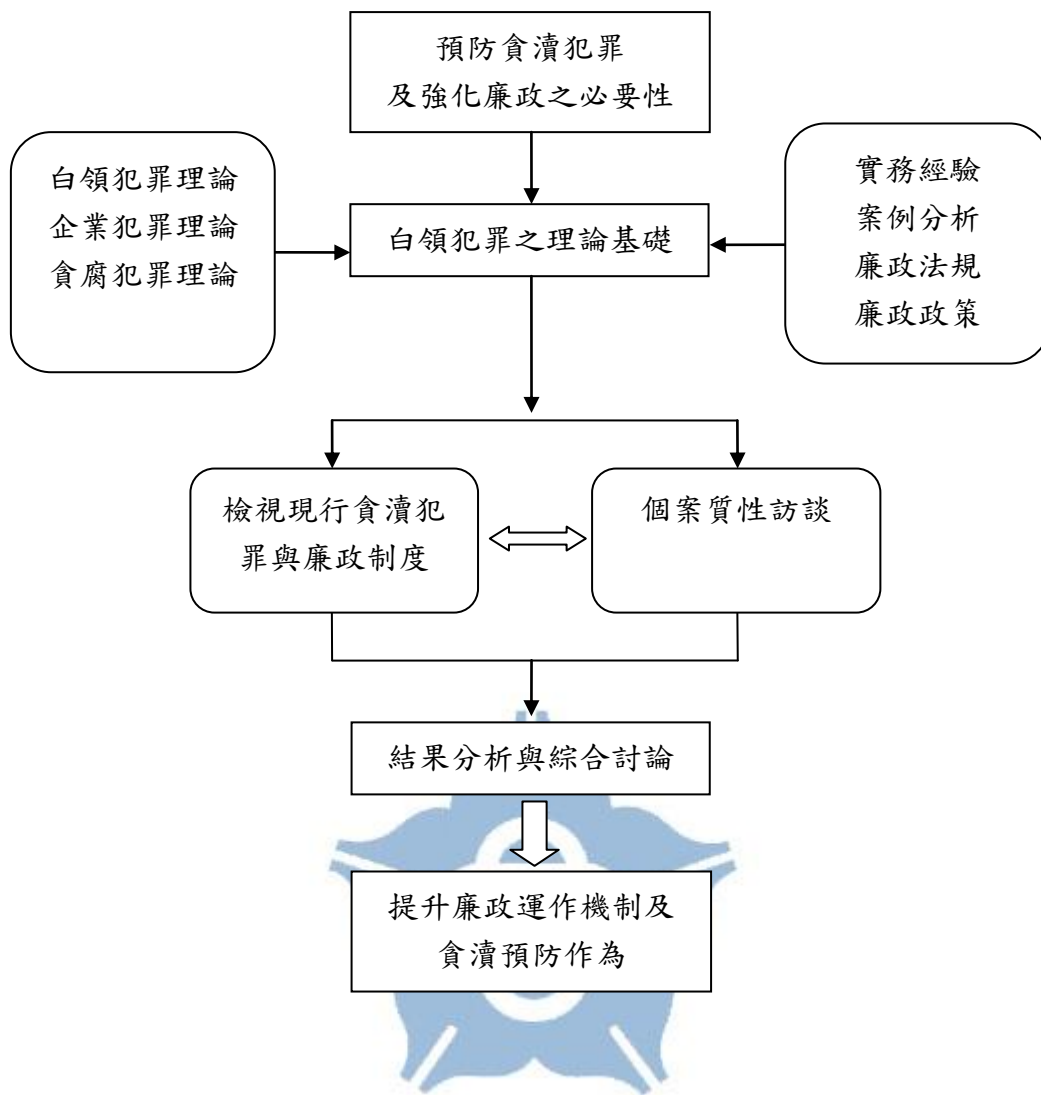 預防貪瀆犯罪
及強化廉政之必要性
白領犯罪理論
企業犯罪理論
貪腐犯罪理論
白領犯罪之理論基礎
實務經驗
案例分析
廉政法規
廉政政策
檢視現行貪瀆犯
罪與廉政制度
個案質性訪談
結果分析與綜合討論
提升廉政運作機制及
貪瀆預防作為